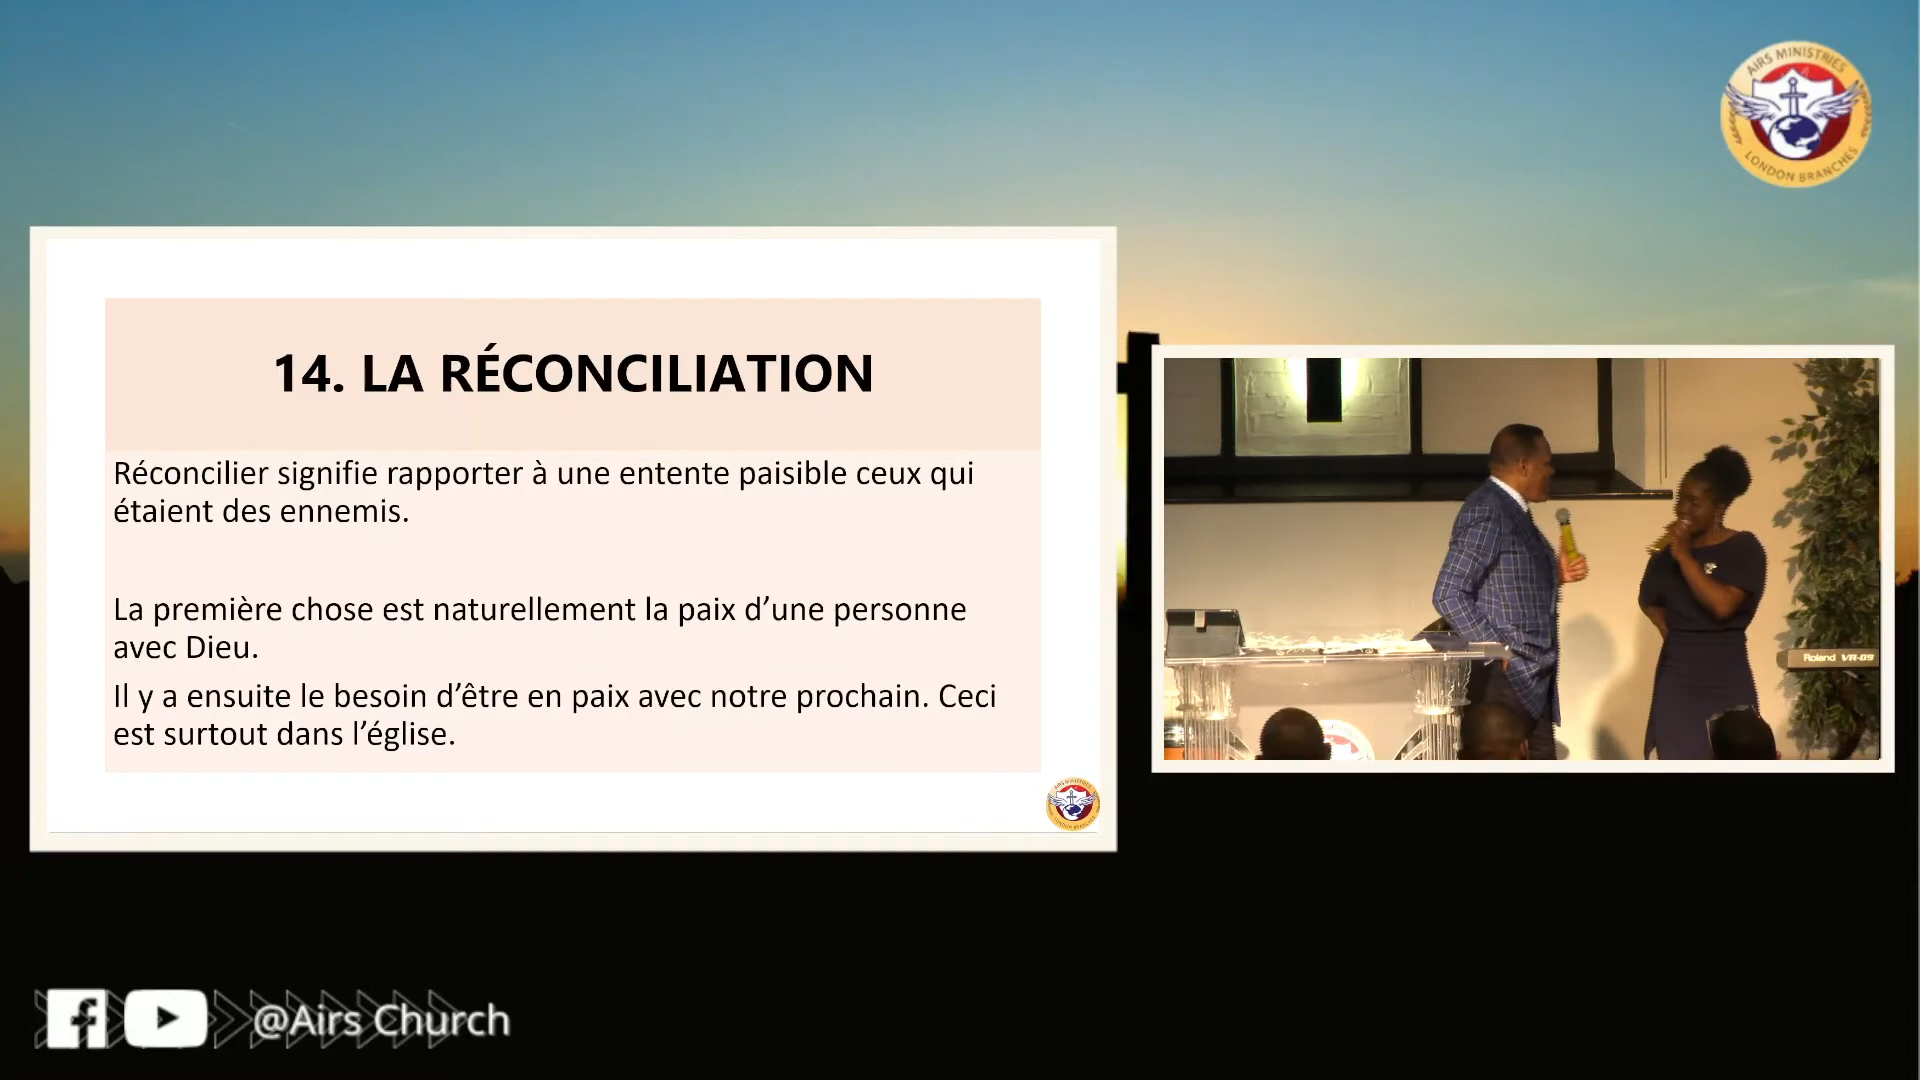 AIRS MINISTRIES
LONDON BRANCHES
14. LA RÉCONCILIATION
Réconcilier signifie rapporter à une entente paisible ceux qui
étaient des ennemis.
La première chose est naturellement la paix d’une personne
avec Dieu.
Il y a ensuite le besoin d’être en paix avec notre prochain. Ceci
est surtout dans l’église.
Roland VR-09
@Airs Church